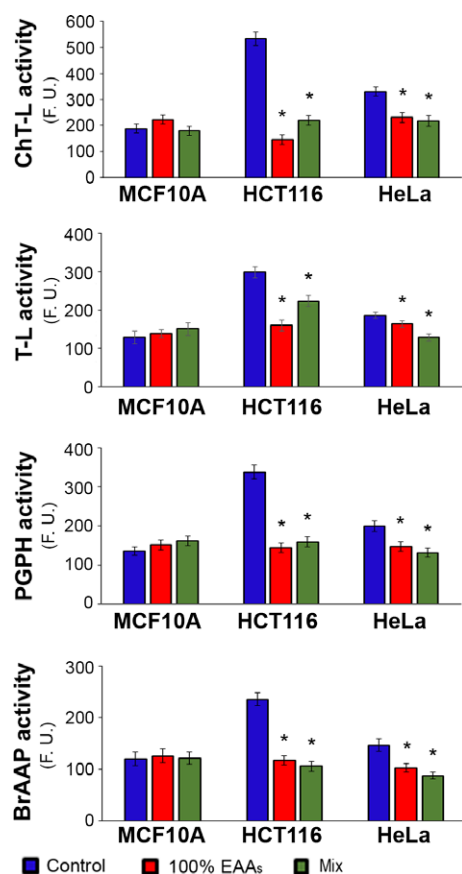 ChT-L activity
(F. U.)
600
500
400
300
200
100
0
* * * *
MCF10A HCT116 HeLa
T-L activity
(F. U.)
400
300
200
100
0
* * * *
MCF10A HCT116 HeLa
PGPH activity
(F. U.)
400
300
200
100
0
* * * *
MCF10A HCT116 HeLa
BrAAP activity
(F. U.)
300
200
100
0
* * * *
MCF10A HCT116 HeLa
Control 100% EAAs Mix